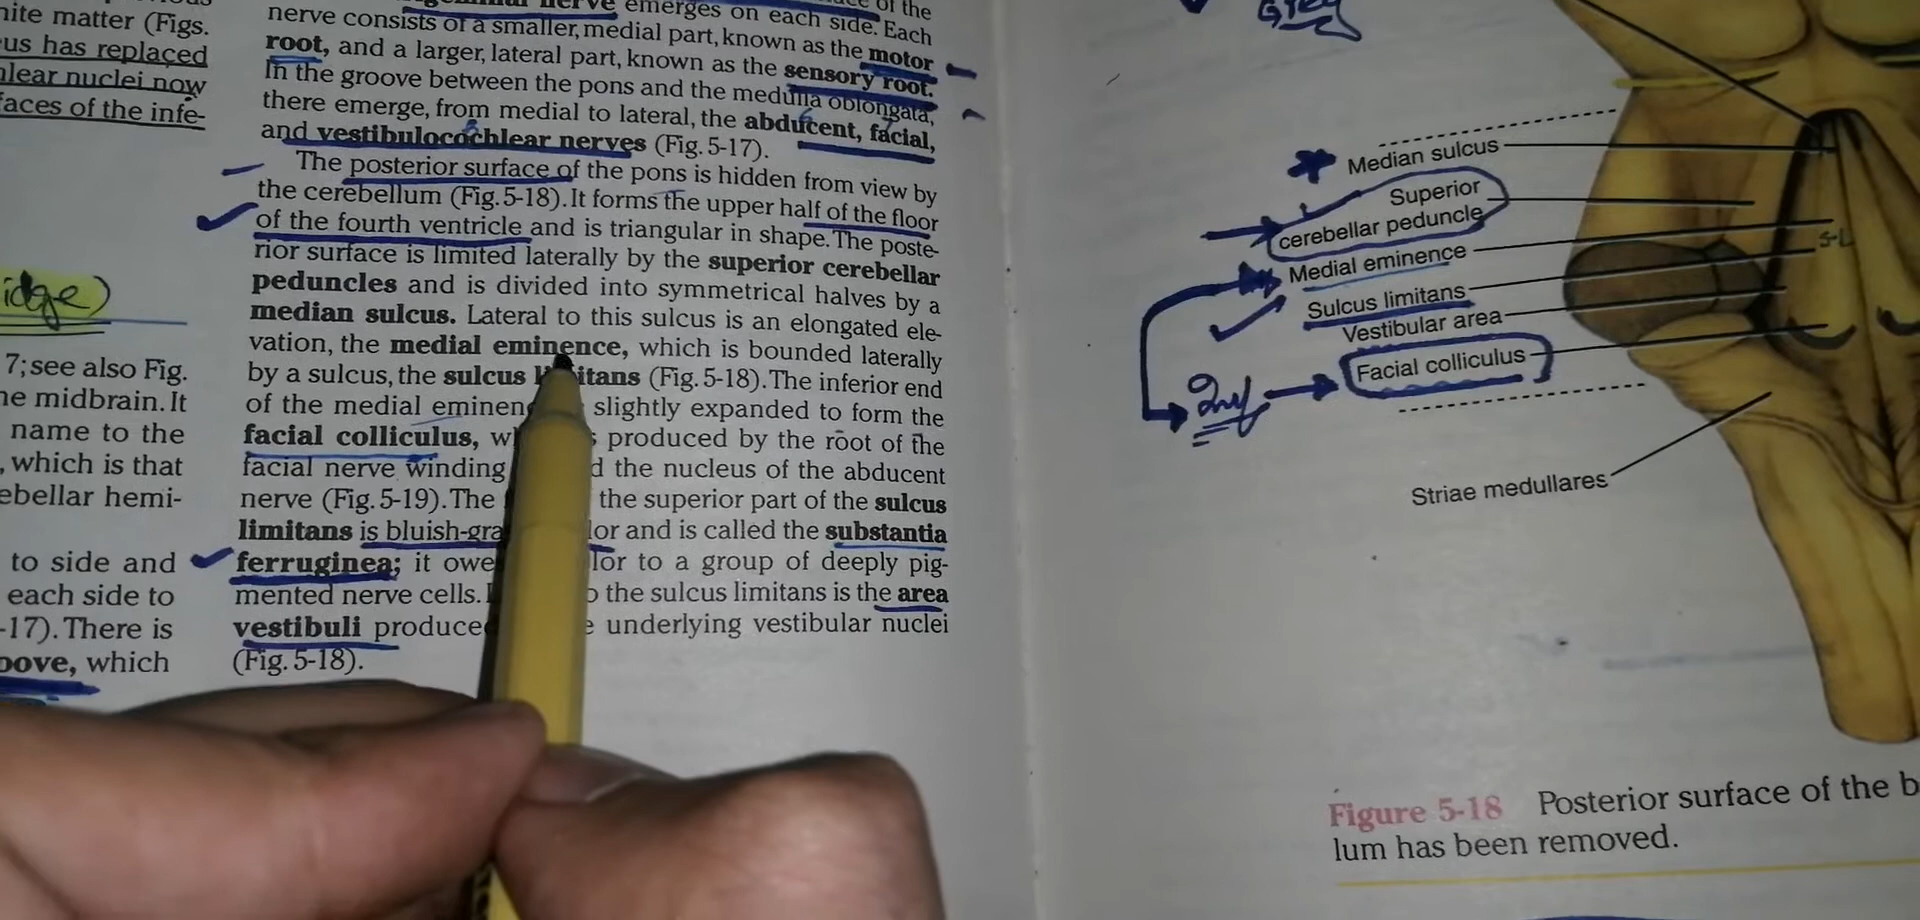 nite matter (Figs.
us has replaced
lear nuclei now
faces of the infe-
idge)
7; see also Fig.
he midbrain. It
name to the
, which is that
ebellar hemi-
to side and
each side to
-17). There is
oove, which
nerve emerges on each side. Each
nerve consists of a smaller, medial part, known as the motor
root, and a larger, lateral part, known as the sensory root.
In the groove between the pons and the medulla oblongata,
there emerge, from medial to lateral, the abducent, facial,
and vestibulocochlear nerves (Fig. 5-17).
The posterior surface of the pons is hidden from view by
the cerebellum (Fig. 5-18). It forms the upper half of the floor
of the fourth ventricle and is triangular in shape. The poste-
rior surface is limited laterally by the superior cerebellar
peduncles and is divided into symmetrical halves by a
median sulcus. Lateral to this sulcus is an elongated ele-
vation, the medial eminence, which is bounded laterally
by a sulcus, the sulcus limitans (Fig. 5-18). The inferior end
of the medial eminen slightly expanded to form the
facial colliculus, w produced by the root of the
facial nerve winding d the nucleus of the abducent
nerve (Fig. 5-19). The the superior part of the sulcus
limitans is bluish-gra lor and is called the substantia
ferruginea; it owe lor to a group of deeply pig-
mented nerve cells. o the sulcus limitans is the area
vestibuli produce e underlying vestibular nuclei
(Fig. 5-18).
Median sulcus
Superior
cerebellar peduncle
Medial eminence
Sulcus limitans
Vestibular area
Facial colliculus
Inf
Striae medullares
S-L
Figure 5-18 Posterior surface of the b
lum has been removed.